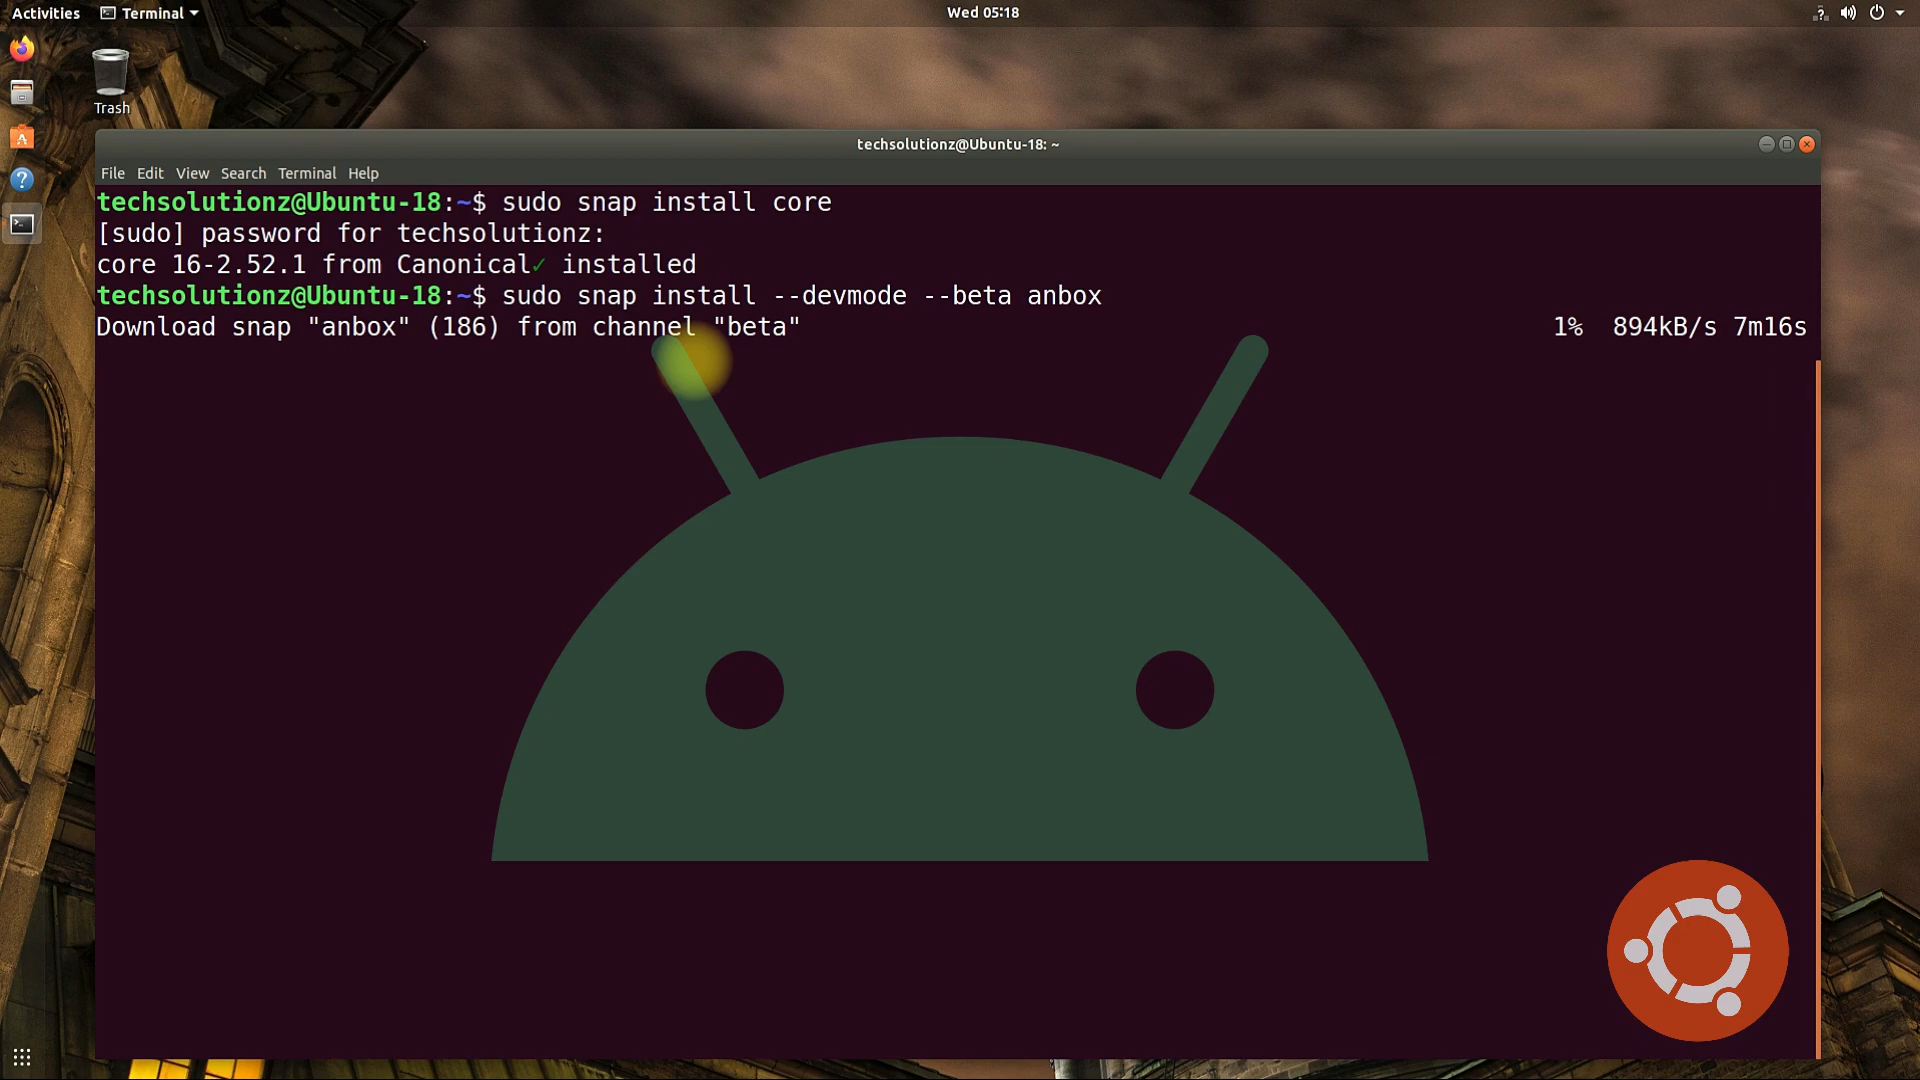 Activities Terminal Wed 05:18
Trash
techsolutionz@Ubuntu-18: ~
File Edit View Search Terminal Help
techsolutionz@Ubuntu-18:~$ sudo snap install core
[sudo] password for techsolutionz:
core 16-2.52.1 from Canonical✓ installed
techsolutionz@Ubuntu-18:~$ sudo snap install --devmode --beta anbox
Download snap "anbox" (186) from channel "beta" 1% 894kB/s 7m16s